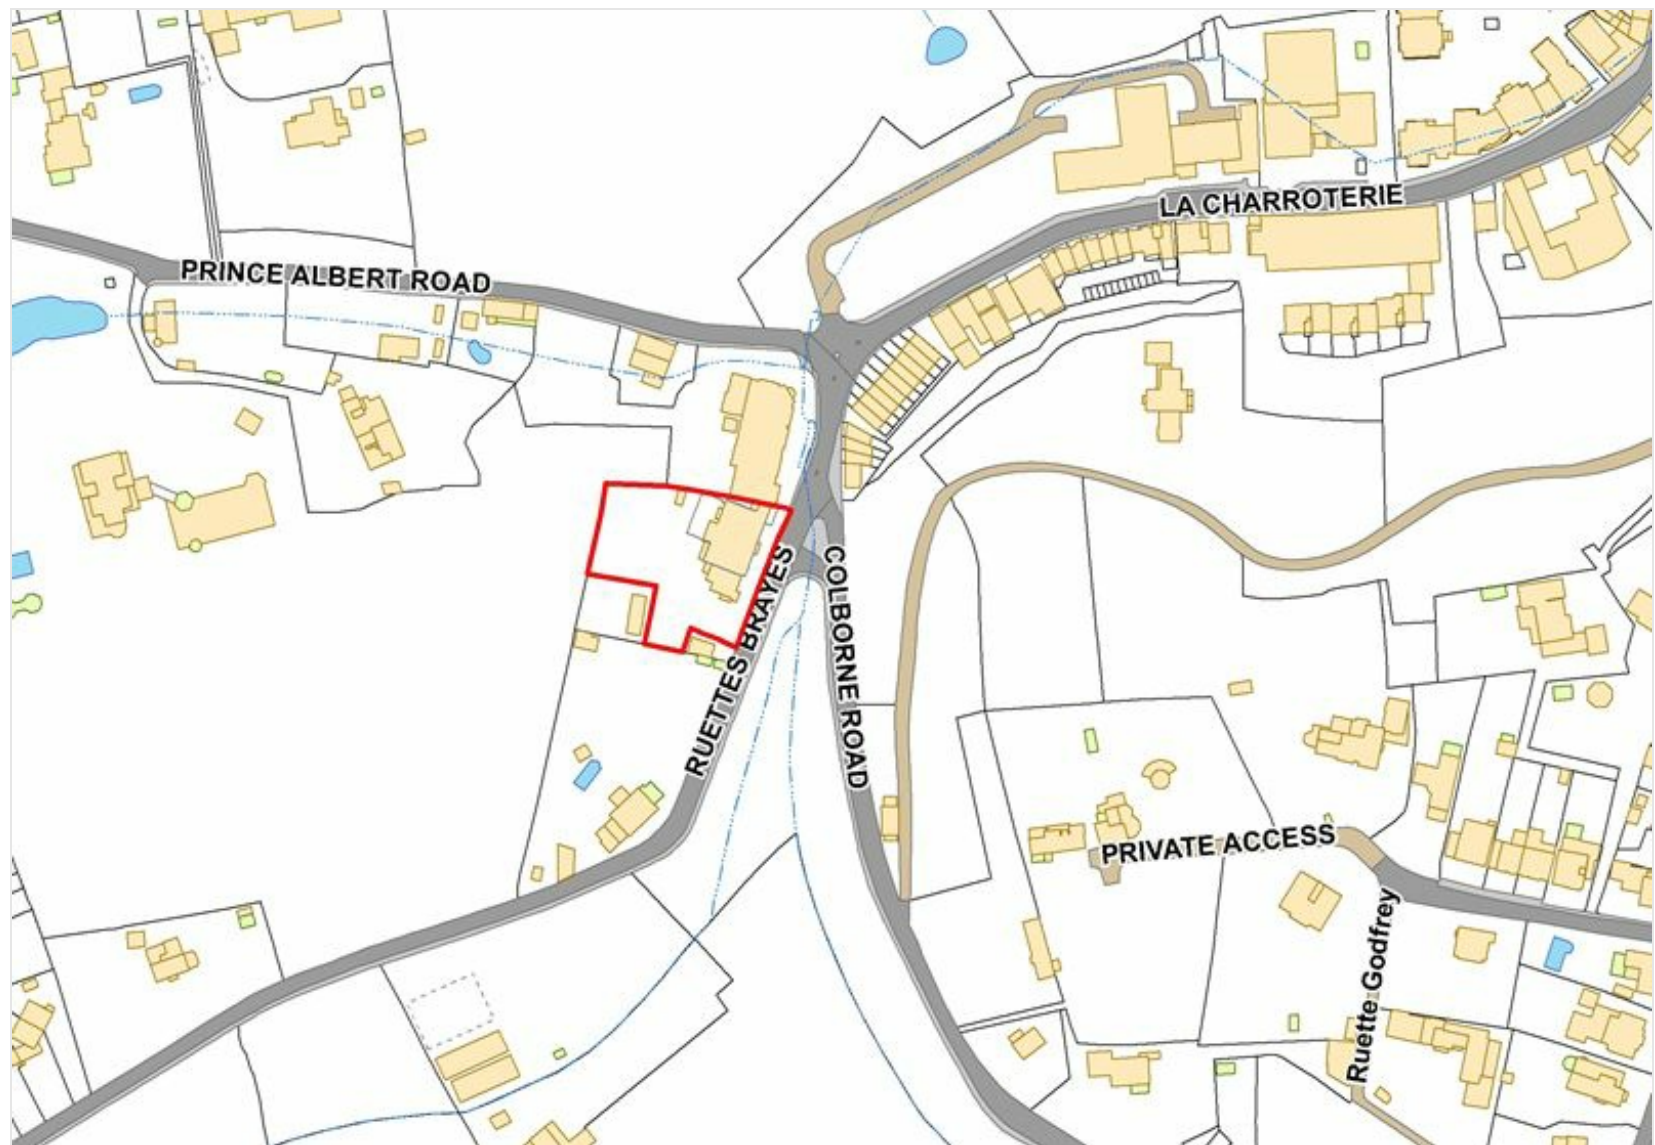 LA CHARROTERIE
PRINCE ALBERT ROAD
RUETTES BRAYES
COLBORNE ROAD
PRIVATE ACCESS
Ruette Godfrey